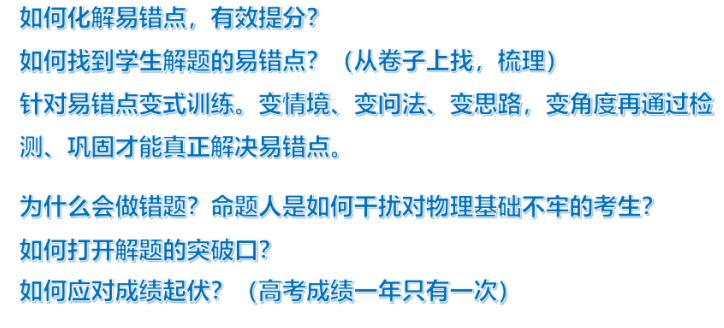 如何化解易错点，有效提分？
如何找到学生解题的易错点？（从卷子上找，梳理）
针对易错点变式训练。变情境、变问法、变思路，变角度再通过检
测、巩固才能真正解决易错点。
为什么会做错题？命题人是如何干扰对物理基础不牢的考生？
如何打开解题的突破口？
如何应对成绩起伏？（高考成绩一年只有一次）